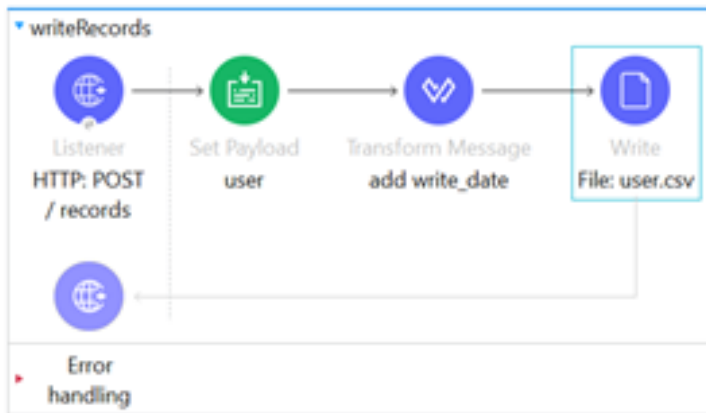 writeRecords
Listener
HTTP: POST
/ records
Set Payload
user
Transform Message
add write_date
Write
File: user.csv
Error
handling